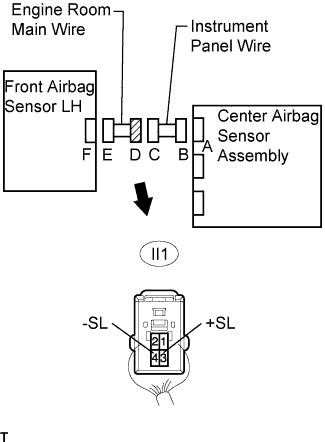 Engine Room
Main Wire
Instrument
Panel Wire
Front Airbag
Sensor LH
Center Airbag
Sensor
Assembly
F E D C B A
II1
-SL
+SL
2 1
4 3
T